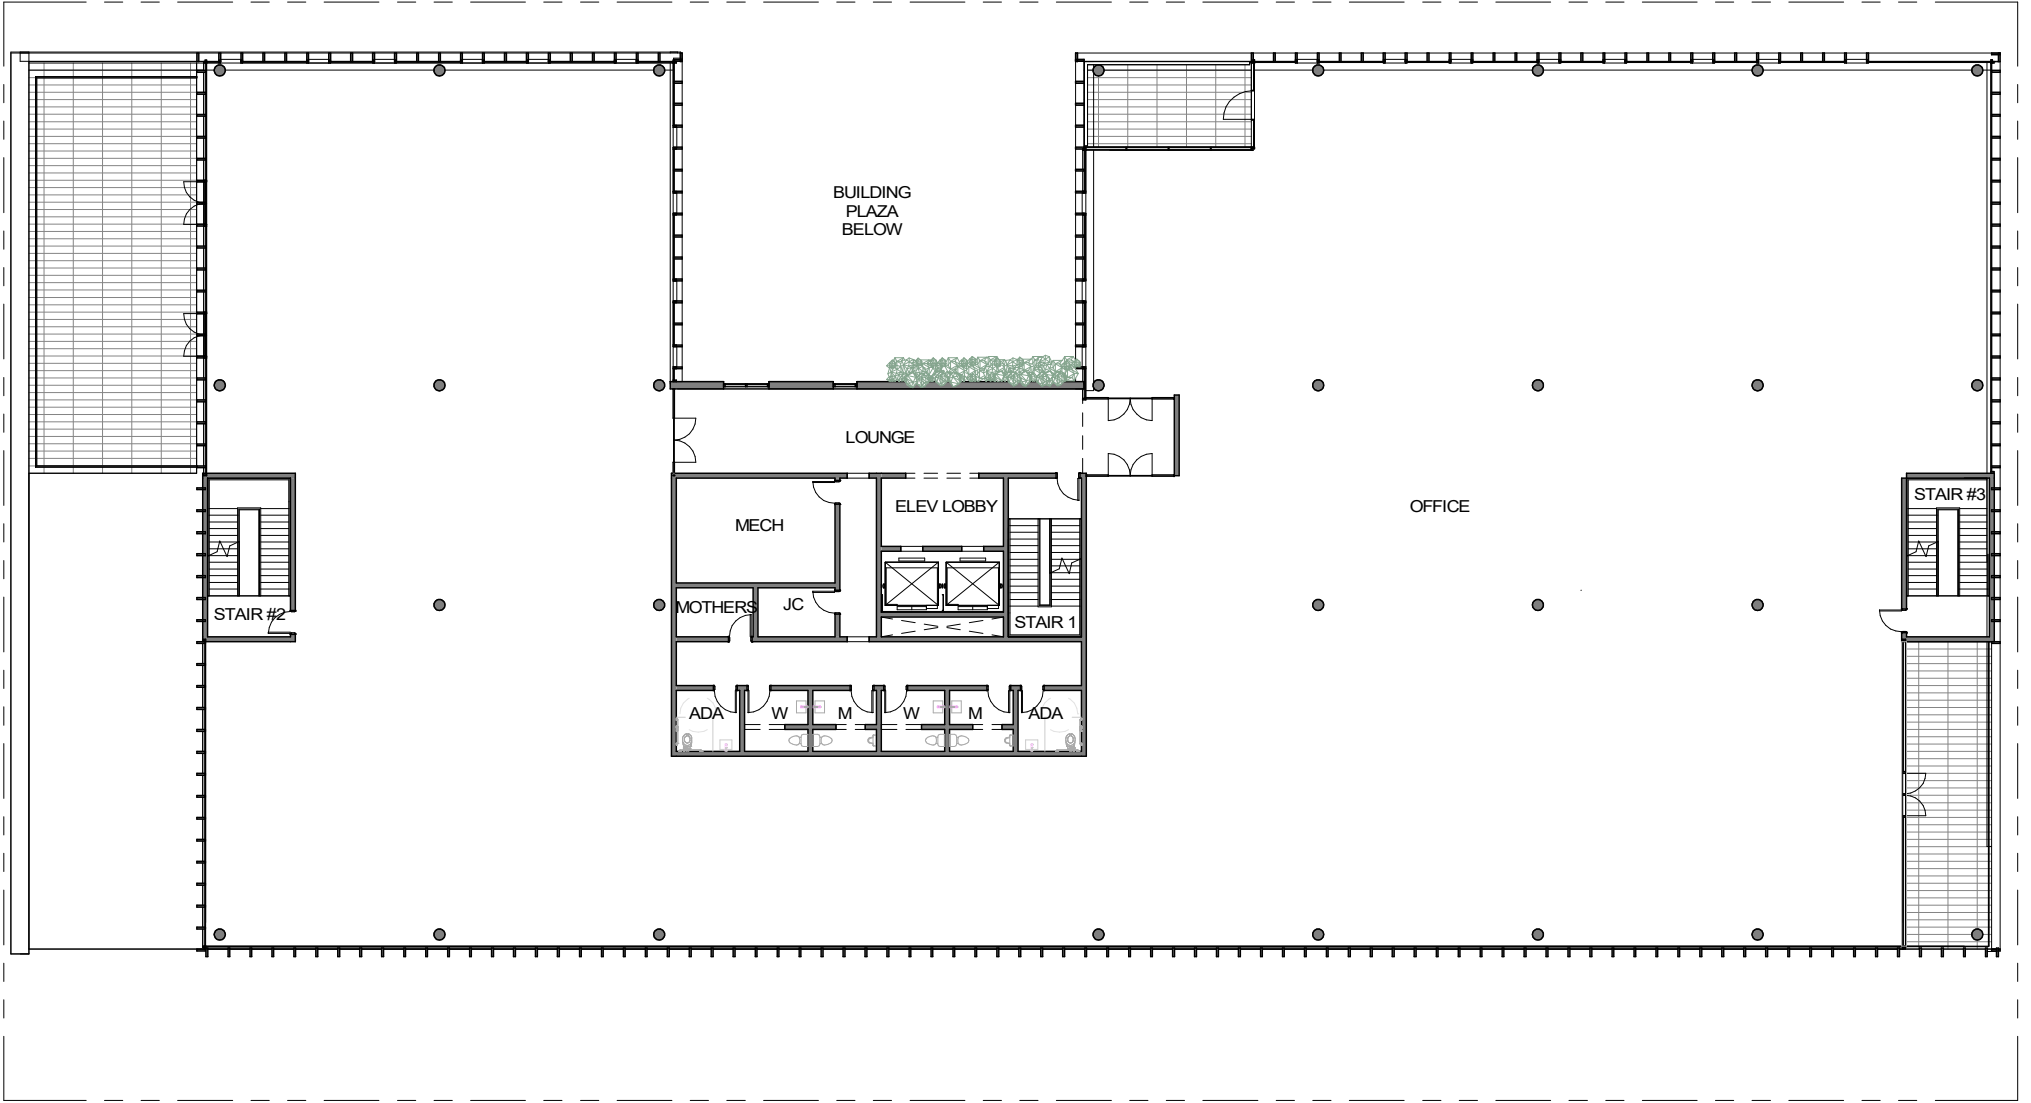 BUILDING
PLAZA
BELOW
LOUNGE
ELEV LOBBY
OFFICE
STAIR #3
MECH
MOTHERS
JC
STAIR #2
STAIR 1
ADA
W
M
W
M
ADA